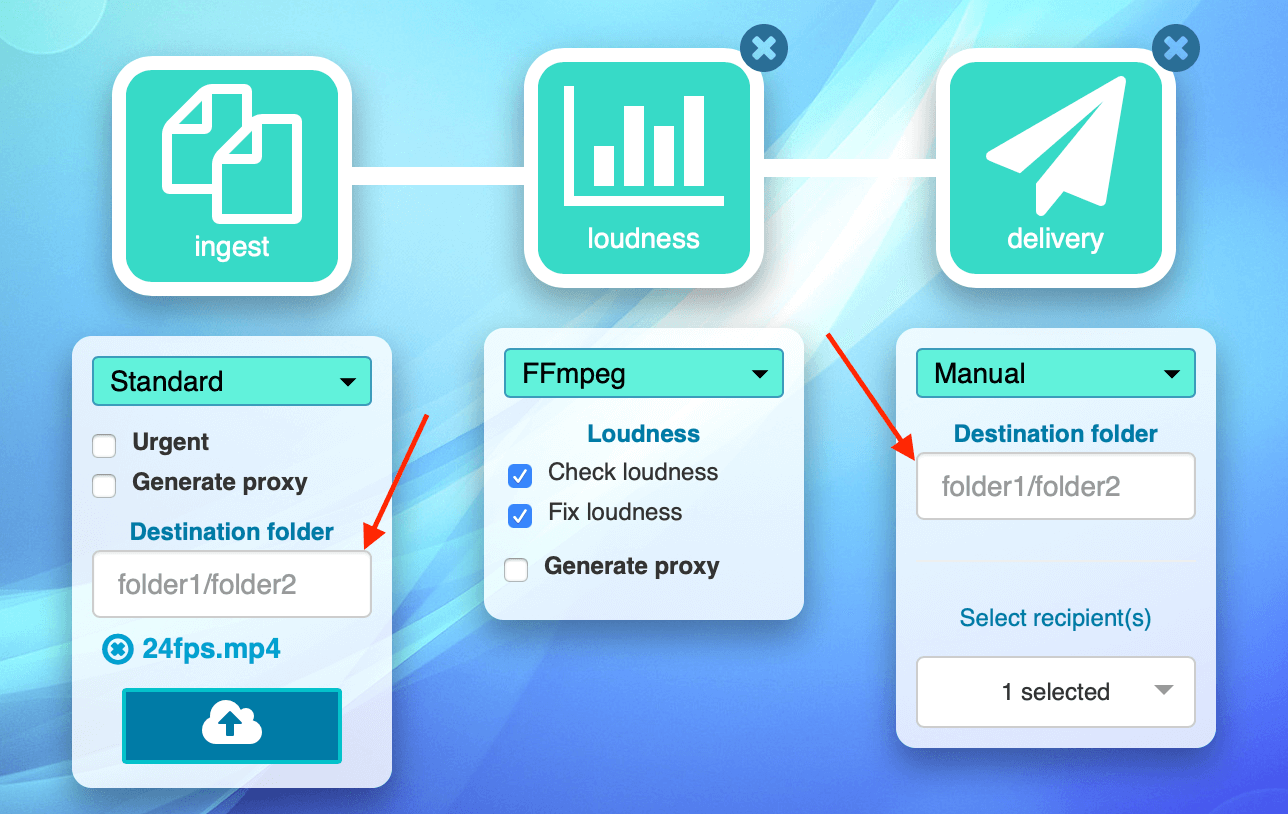 ingest
loudness
delivery
Standard
Urgent
Generate proxy
Destination folder
folder1/folder2
24fps.mp4
FFmpeg
Loudness
Check loudness
Fix loudness
Generate proxy
Manual
Destination folder
folder1/folder2
Select recipient(s)
1 selected